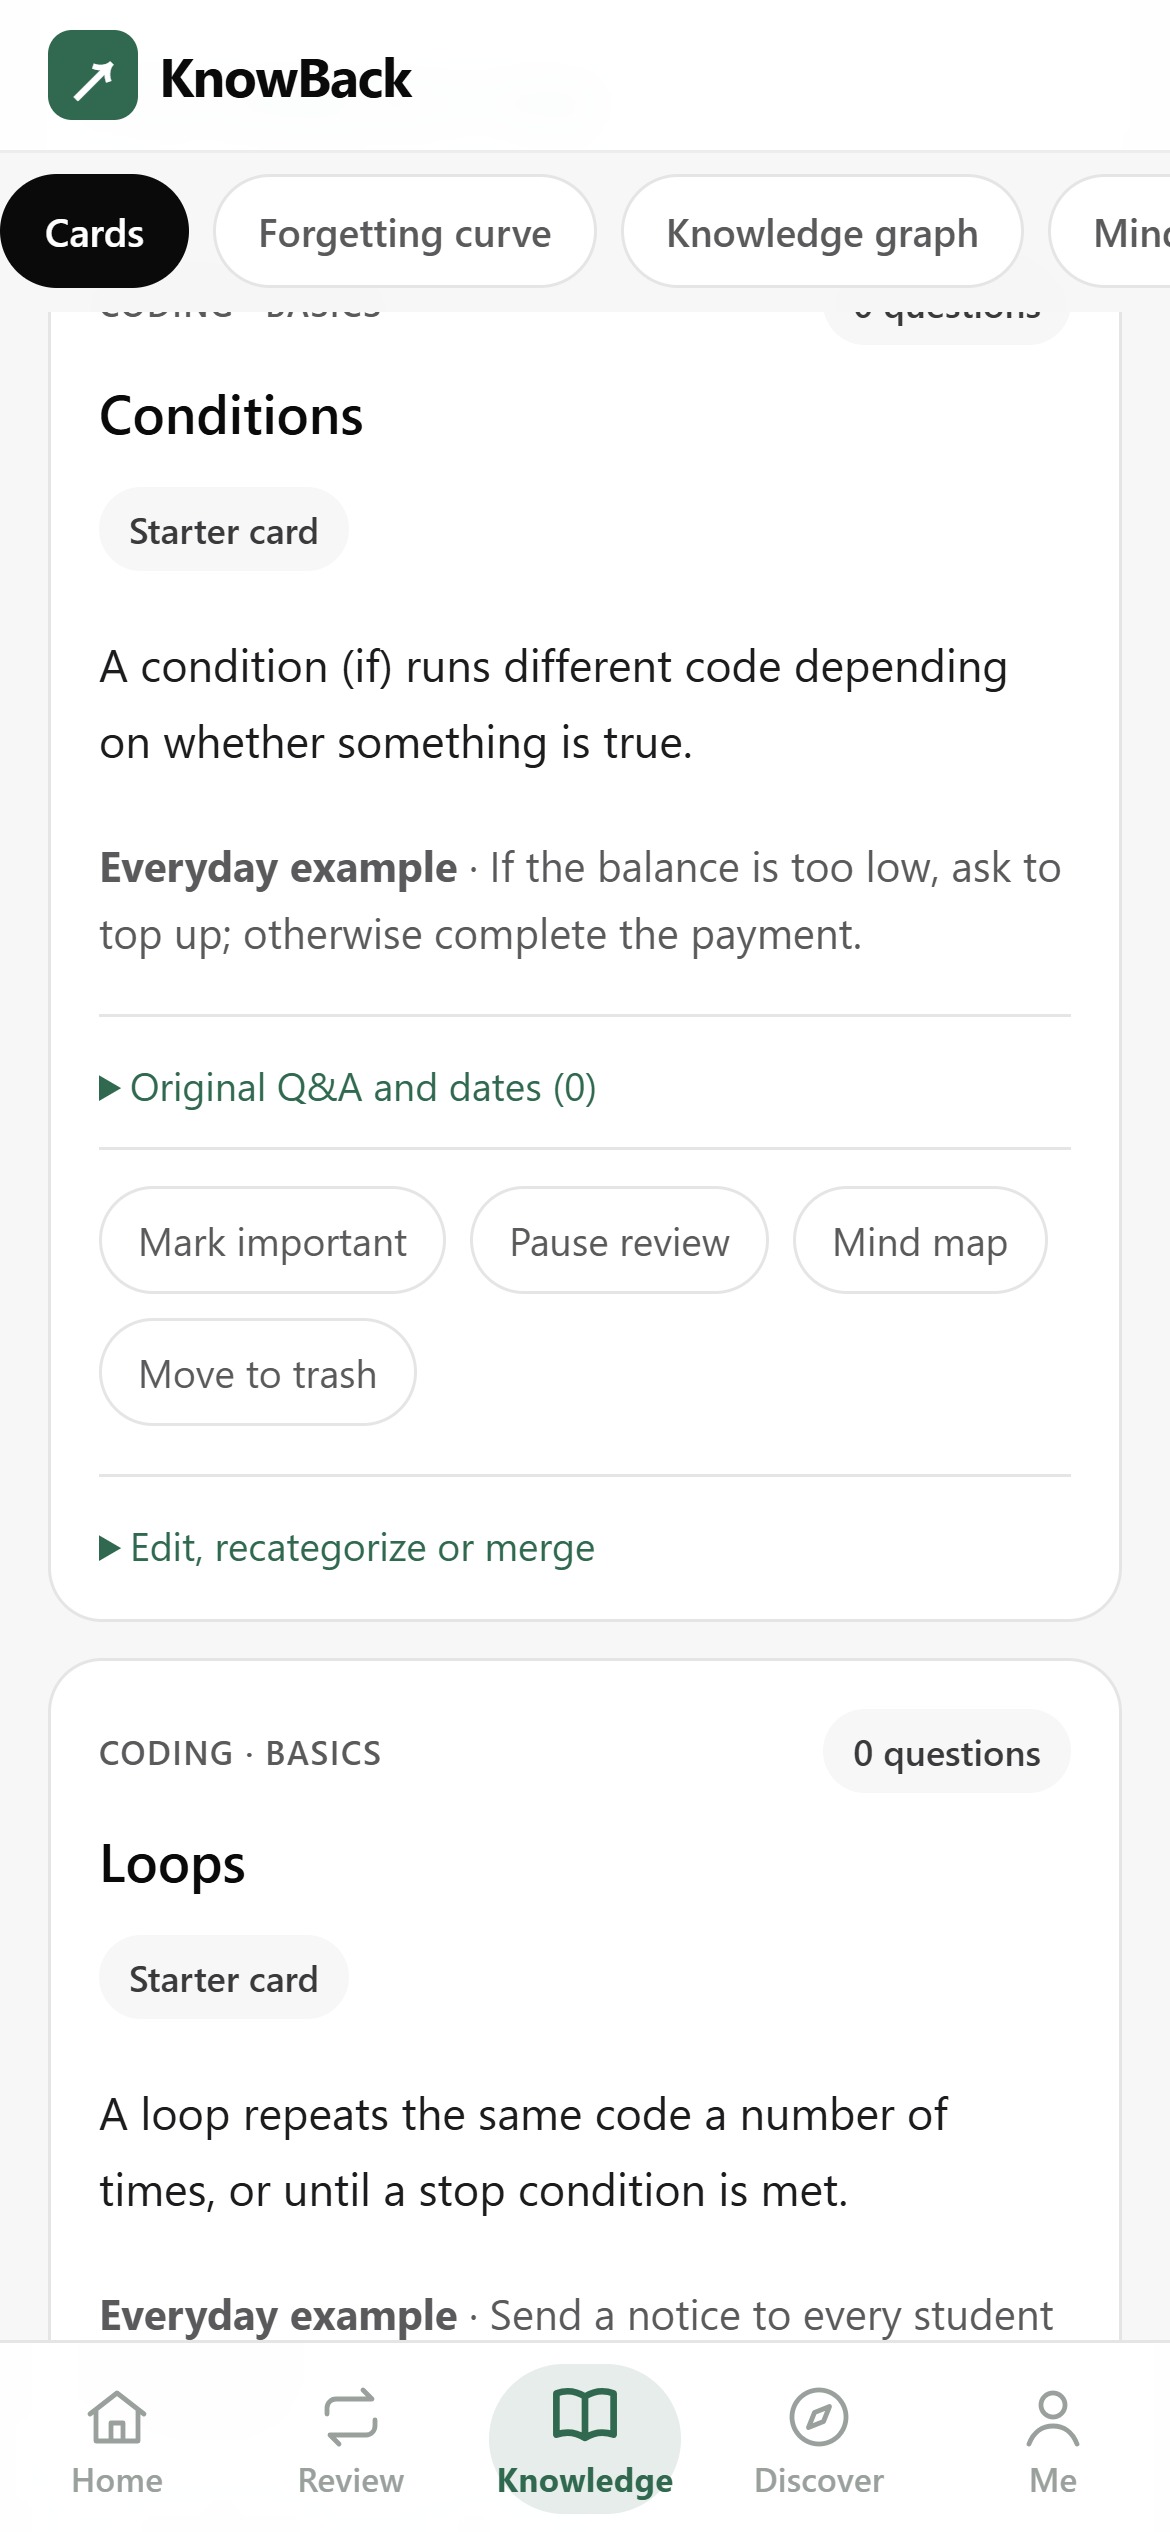 KnowBack
Cards
Forgetting curve
Knowledge graph
CODING · BASICS
0 questions
Conditions
Starter card
A condition (if) runs different code depending
on whether something is true.
Everyday example · If the balance is too low, ask to
top up; otherwise complete the payment.
Original Q&A and dates (0)
Mark important
Pause review
Mind map
Move to trash
Edit, recategorize or merge
CODING · BASICS
0 questions
Loops
Starter card
A loop repeats the same code a number of
times, or until a stop condition is met.
Everyday example · Send a notice to every student
Home
Review
Knowledge
Discover
Me